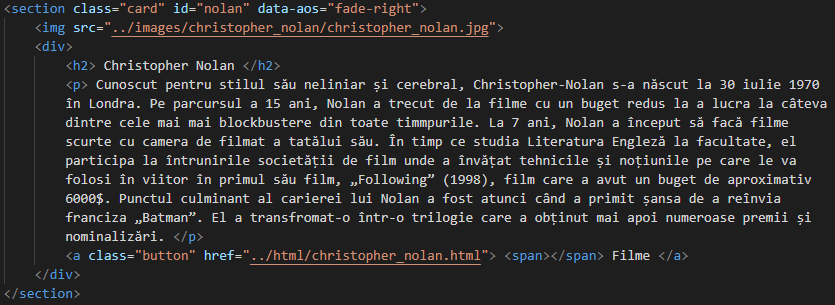 <section class="card" id="nolan" data-aos="fade-right">
<img src="../images/christopher_nolan/christopher_nolan.jpg">
<div>
<h2> Christopher Nolan </h2>
<p> Cunoscut pentru stilul său neliniar și cerebral, Christopher-Nolan s-a născut la 30 iulie 1970
în Londra. Pe parcursul a 15 ani, Nolan a trecut de la filme cu un buget redus la a lucra la câteva
dintre cele mai mai blockbustere din toate timmpurile. La 7 ani, Nolan a început să facă filme
scurte cu camera de filmat a tatălui său. În timp ce studia Literatura Engleză la facultate, el
participa la întrunirile societății de film unde a învățat tehnicile și noțiunile pe care le va
folosi în viitor în primul său film, „Following” (1998), film care a avut un buget de aproximativ
6000$. Punctul culminant al carierei lui Nolan a fost atunci când a primit șansa de a reînvia
franciza „Batman”. El a transfromat-o într-o trilogie care a obținut mai apoi numeroase premii și
nominalizări. </p>
<a class="button" href="../html/christopher_nolan.html"> <span></span> Filme </a>
</div>
</section>